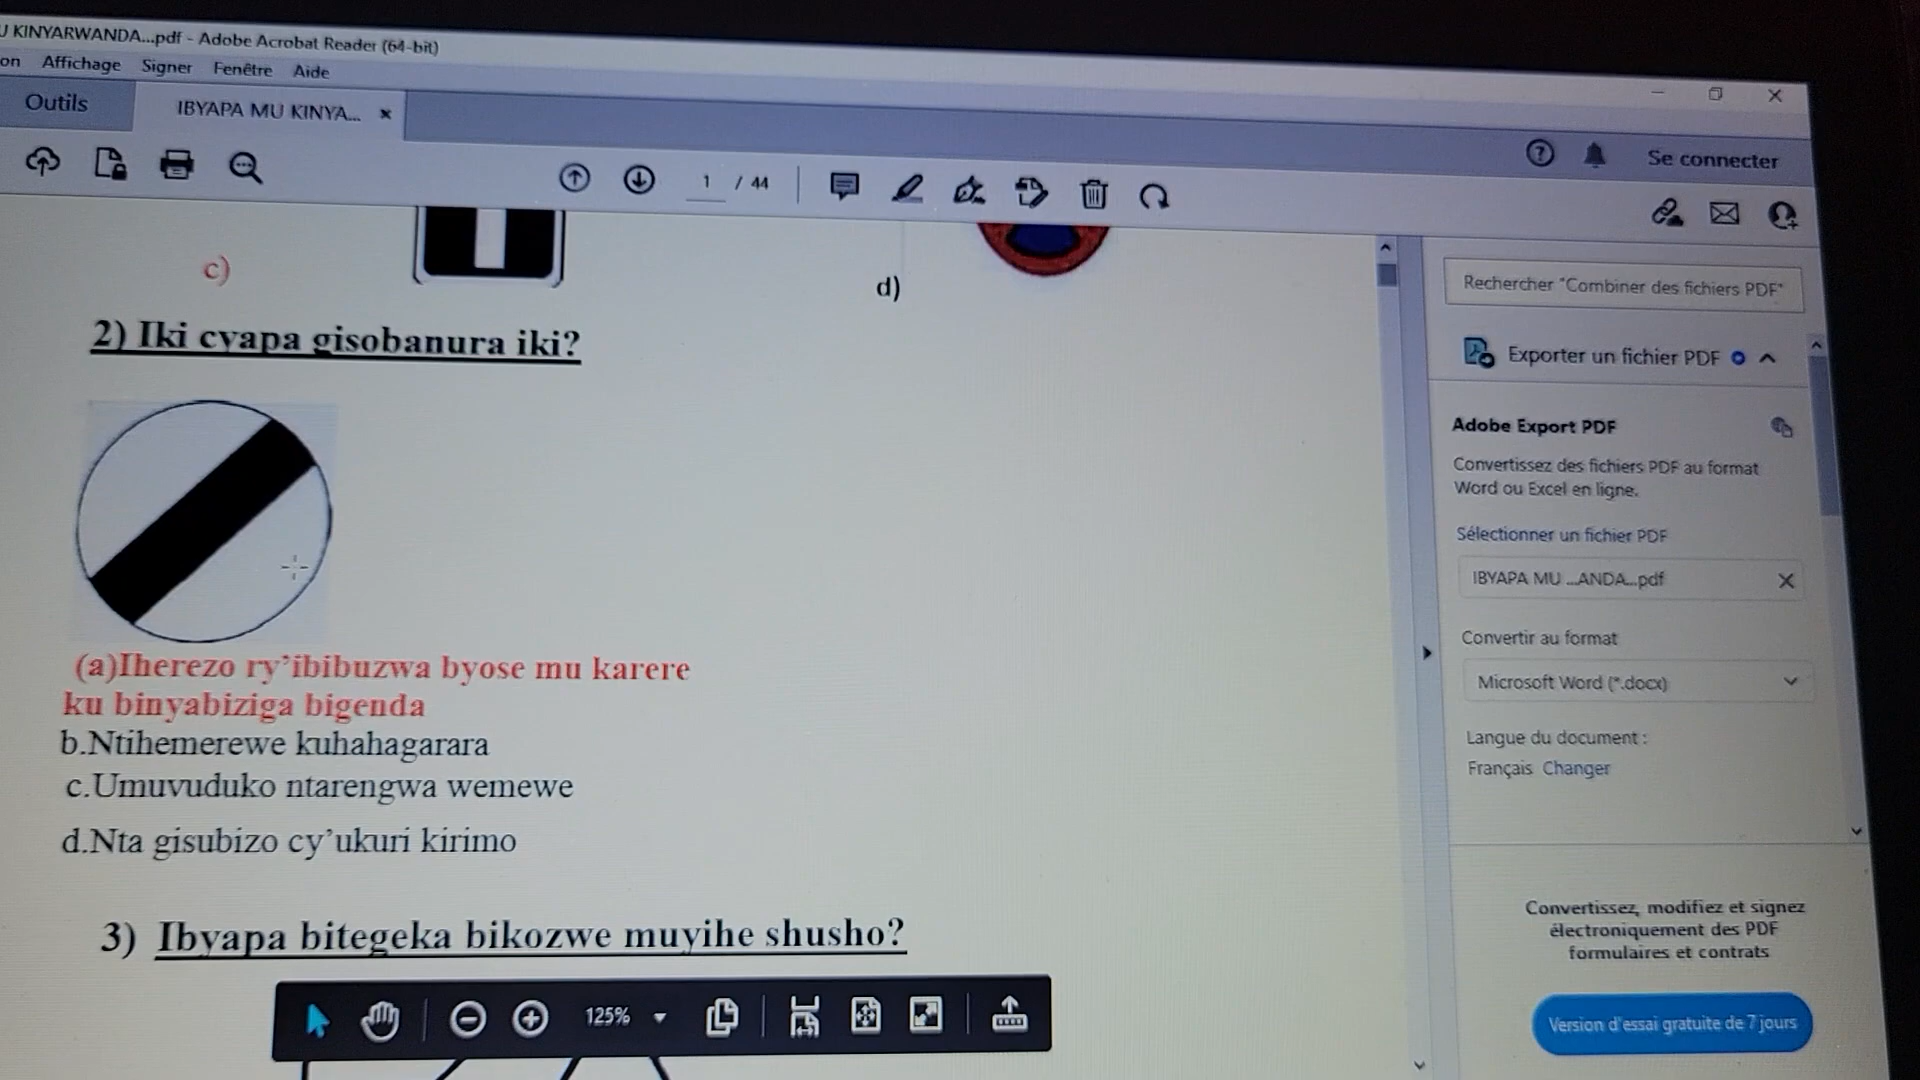 U KINYARWANDA...pdf - Adobe Acrobat Reader (64-bit)
on Affichage Signer Fenêtre Aide
Outils
IBYAPA MU KINYA... ×
Se connecter
1 / 44
c)
d)
2) Iki cyapa gisobanura iki?
(a)Iherezo ry’ibibuzwa byose mu karere
ku binyabiziga bigenda
b.Ntihemerewe kuhahagarara
c.Umuvuduko ntarengwa wemewe
d.Nta gisubizo cy’ukuri kirimo
3) Ibyapa bitegeka bikozwe muyihe shusho?
125%
Rechercher "Combiner des fichiers PDF"
Exporter un fichier PDF
Adobe Export PDF
Convertissez des fichiers PDF au format
Word ou Excel en ligne.
Sélectionner un fichier PDF
IBYAPA MU ...ANDA...pdf
Convertir au format
Microsoft Word (*.docx)
Langue du document :
Français Changer
Convertissez, modifiez et signez
électroniquement des PDF
formulaires et contrats
Version d'essai gratuite de 7 jours